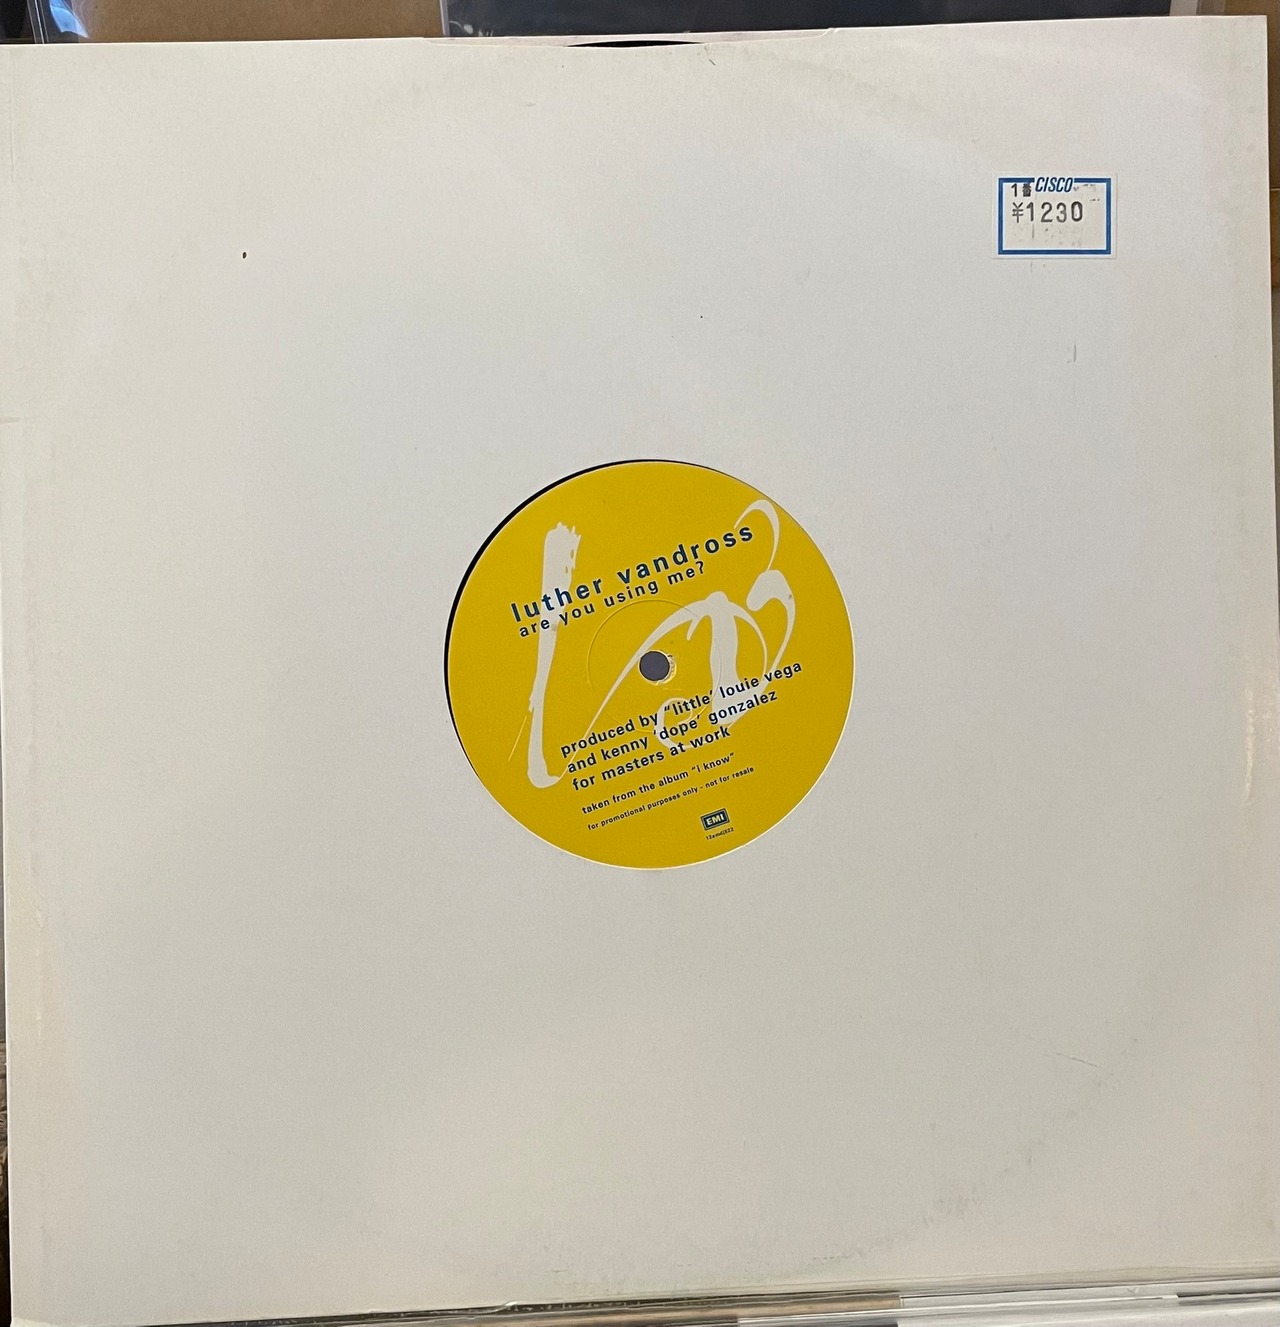 CISCO
1番
¥1230
luther vandross
are you using me?
produced by "little' louie vega
and kenny 'dope' gonzalez
for masters at work
taken from the album "i know"
for promotional purposes only - not for resale
EMI
12emdj522